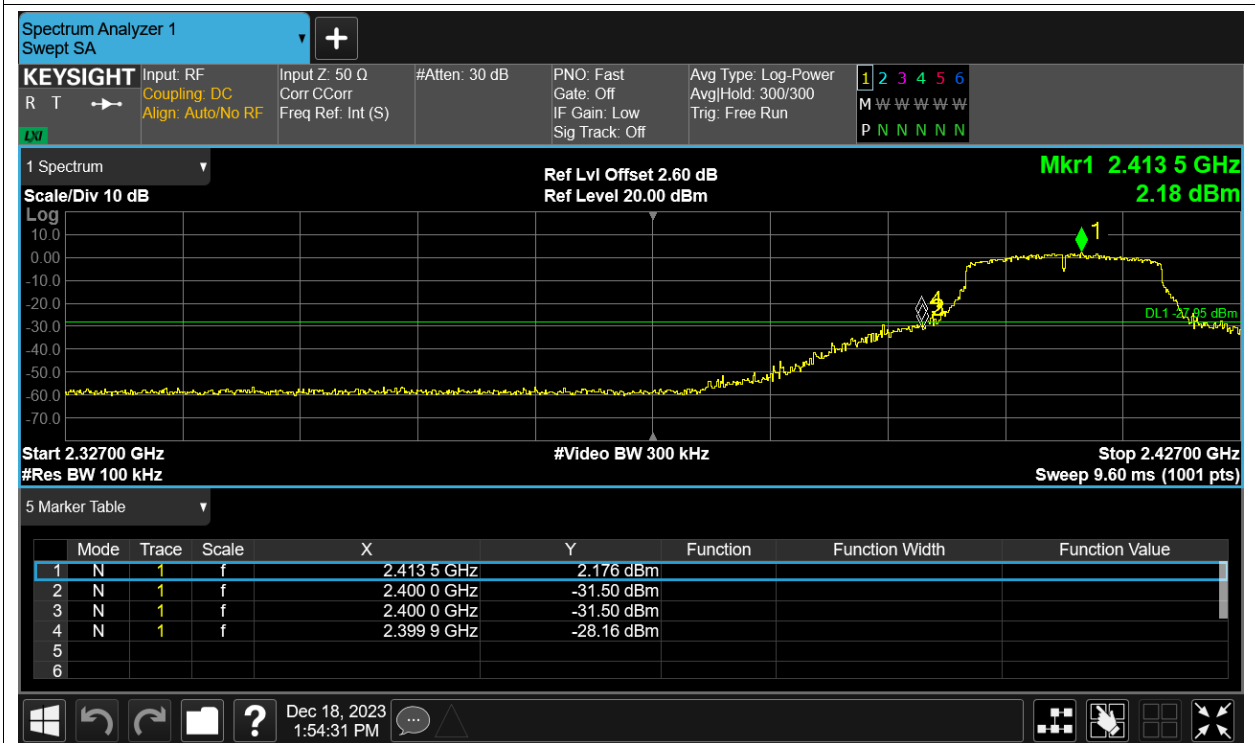 Spectrum Analyzer 1
Swept SA
KEYSIGHT
R T
LXI
Input: RF
Coupling: DC
Align: Auto/No RF
Input Z: 50 Ω
Corr CCorr
Freq Ref: Int (S)
#Atten: 30 dB
PNO: Fast
Gate: Off
IF Gain: Low
Sig Track: Off
Avg Type: Log-Power
Avg|Hold: 300/300
Trig: Free Run
1 2 3 4 5 6
M W W W W W W
P N N N N N N
1 Spectrum
Scale/Div 10 dB
Ref Lvl Offset 2.60 dB
Ref Level 20.00 dBm
Mkr1 2.413 5 GHz
2.18 dBm
Log
10.0
0.00
-10.0
-20.0
-30.0
-40.0
-50.0
-60.0
-70.0
1
4
DL1 -27.95 dBm
Start 2.32700 GHz
#Video BW 300 kHz
Stop 2.42700 GHz
#Res BW 100 kHz
Sweep 9.60 ms (1001 pts)
5 Marker Table
Mode Trace Scale X Y Function Function Width Function Value
1 N 1 f 2.413 5 GHz 2.176 dBm
2 N 1 f 2.400 0 GHz -31.50 dBm
3 N 1 f 2.400 0 GHz -31.50 dBm
4 N 1 f 2.399 9 GHz -28.16 dBm
5
6
?
Dec 18, 2023
1:54:31 PM